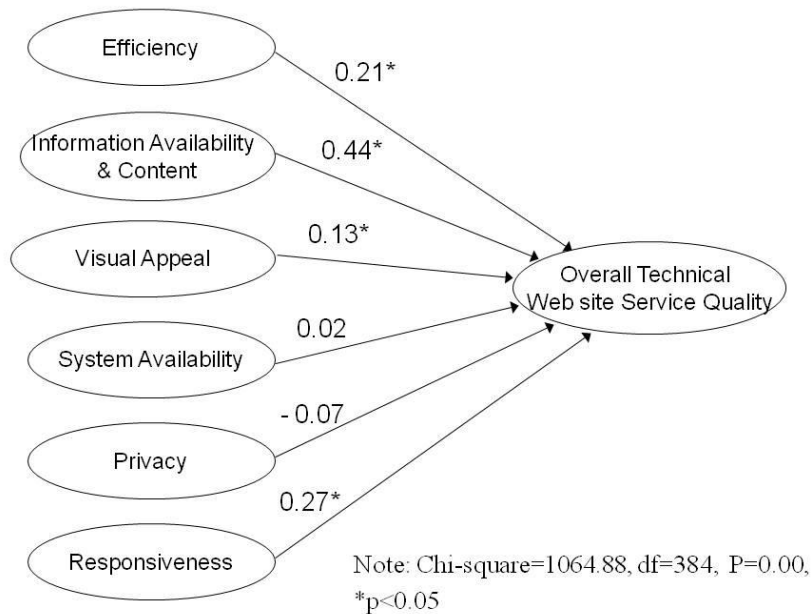 Efficiency
0.21*
Information Availability
& Content
0.44*
Visual Appeal
0.13*
Overall Technical
Web site Service Quality
System Availability
0.02
Privacy
- 0.07
Responsiveness
0.27*
Note: Chi-square=1064.88, df=384, P=0.00,
*p<0.05